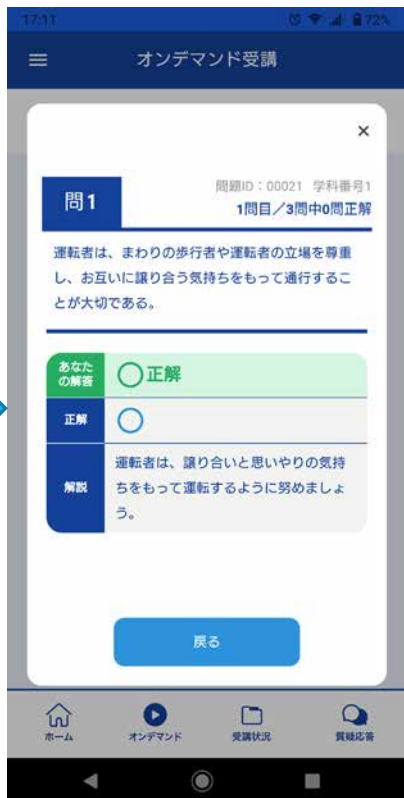 17:11
72%
オンデマンド受講
×
問題ID：00021 学科番号1
問1
1問目／3問中0問正解
運転者は、まわりの歩行者や運転者の立場を尊重
し、お互いに譲り合う気持ちをもって通行するこ
とが大切である。
あなた
の解答
◯正解
正解
◯
解説
運転者は、譲り合いと思いやりの気持
ちをもって運転するように努めましょ
う。
戻る
ホーム
オンデマンド
受講状況
質疑応答